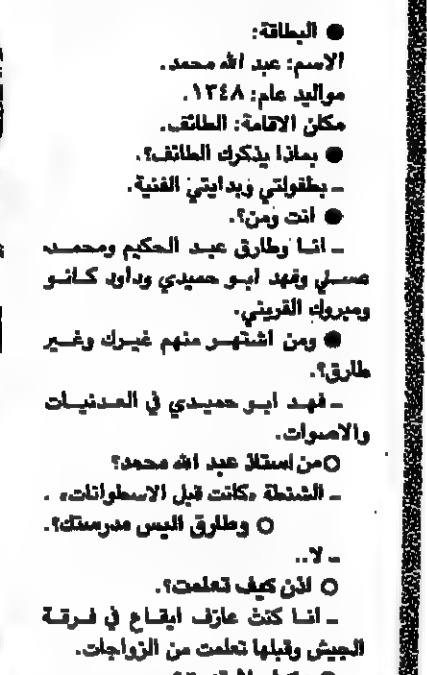 ● البطاقة:
الاسم: عبد الله محمد.
مواليد عام: ١٣٤٨.
مكان الاقامة: الطائف.
● بماذا يذكرك الطائف؟.
ـ بطفولتي وبدايتي الفنية.
● انت ومن؟.
ـ انا وطارق عبد الحكيم ومحمد
عسلي وفهد ابو حميدي وداود كانو
ومبروك القريني.
● ومن اشتهر منهم غيرك وغير
طارق؟.
ـ فهد ابو حميدي في العدنيات
والاصوات.
○ من استاذ عبد الله محمد؟
ـ الشنطة «كانت قبل الاسطوانات» .
○ وطارق اليس مدرستك؟.
ـ لا..
○ اذن كيف تعلمت؟.
ـ انا كنت عازف ايقاع في فرقة
الجيش وقبلها تعلمت من الزواجات.